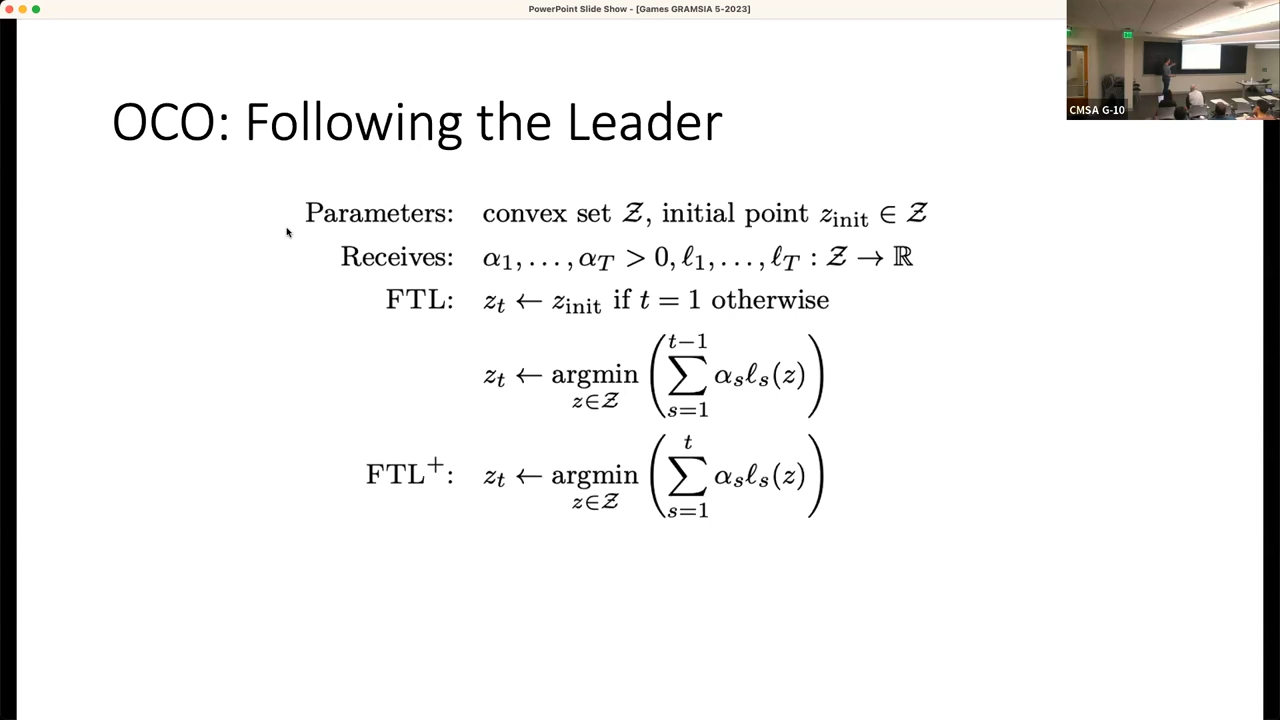 PowerPoint Slide Show - [Games GRAMSIA 5-2023]
CMSA G-10
OCO: Following the Leader
Parameters: convex set 𝒵, initial point z_init ∈ 𝒵
Receives: α₁, …, α_T > 0, ℓ₁, …, ℓ_T : 𝒵 → ℝ
FTL: z_t ← z_init if t = 1 otherwise
z_t ← argmin_{z∈𝒵} ( ∑_{s=1}^{t−1} α_s ℓ_s(z) )
FTL⁺: z_t ← argmin_{z∈𝒵} ( ∑_{s=1}^{t} α_s ℓ_s(z) )